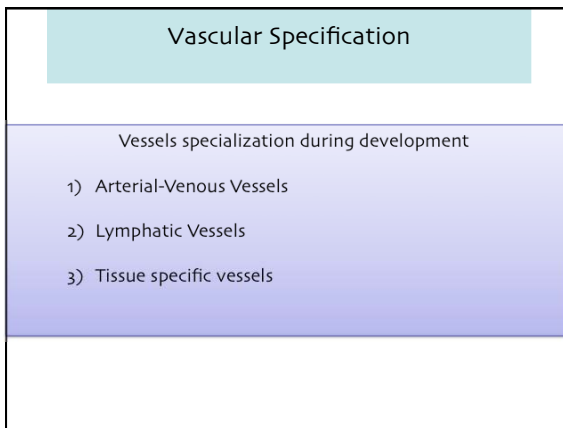 Vascular Specification
Vessels specialization during development
1) Arterial-Venous Vessels
2) Lymphatic Vessels
3) Tissue specific vessels